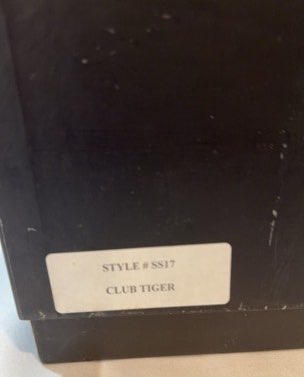 STYLE # SS17
CLUB TIGER